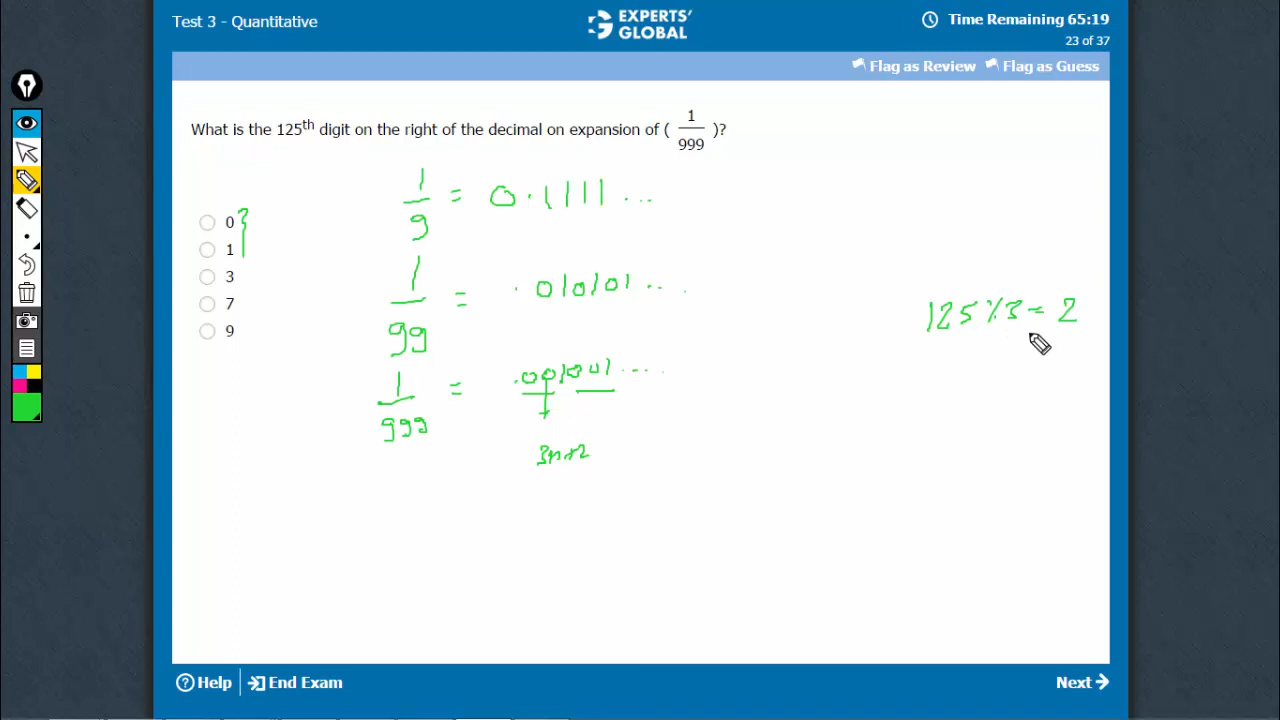 Test 3 - Quantitative
EXPERTS'
GLOBAL
Time Remaining 65:19
23 of 37
Flag as Review
Flag as Guess
What is the 125th digit on the right of the decimal on expansion of ( 1/999 )?
1/9 = 0.1111 ...
0
1
3
7
9
1/99 = .010101 ....
125 % 3 = 2
1/999 = .001001 .....
3n+2
Help
End Exam
Next